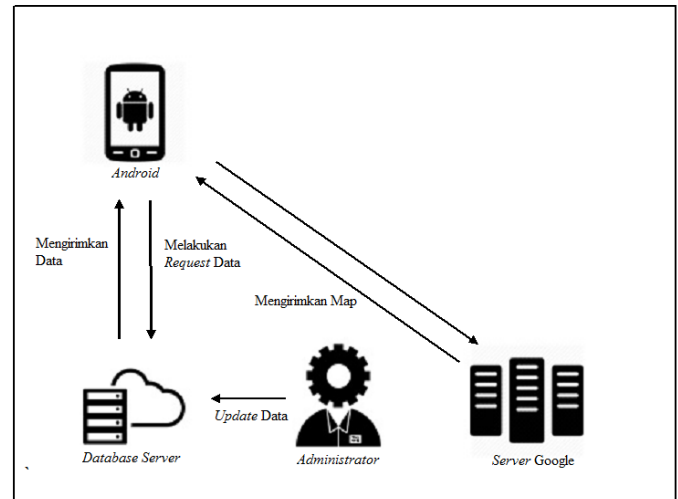 Android
Mengirimkan
Data
Melakukan
Request Data
Mengirimkan Map
Update Data
Database Server
Administrator
Server Google
`